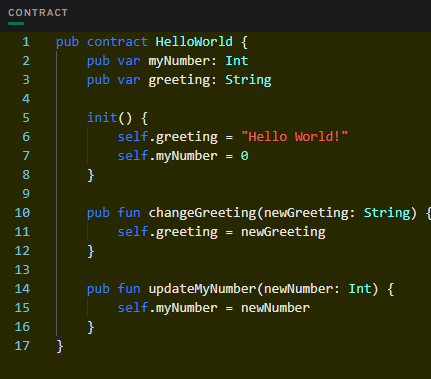 CONTRACT
1 pub contract HelloWorld {
2     pub var myNumber: Int
3     pub var greeting: String
4
5     init() {
6         self.greeting = "Hello World!"
7         self.myNumber = 0
8     }
9
10     pub fun changeGreeting(newGreeting: String) {
11         self.greeting = newGreeting
12     }
13
14     pub fun updateMyNumber(newNumber: Int) {
15         self.myNumber = newNumber
16     }
17 }